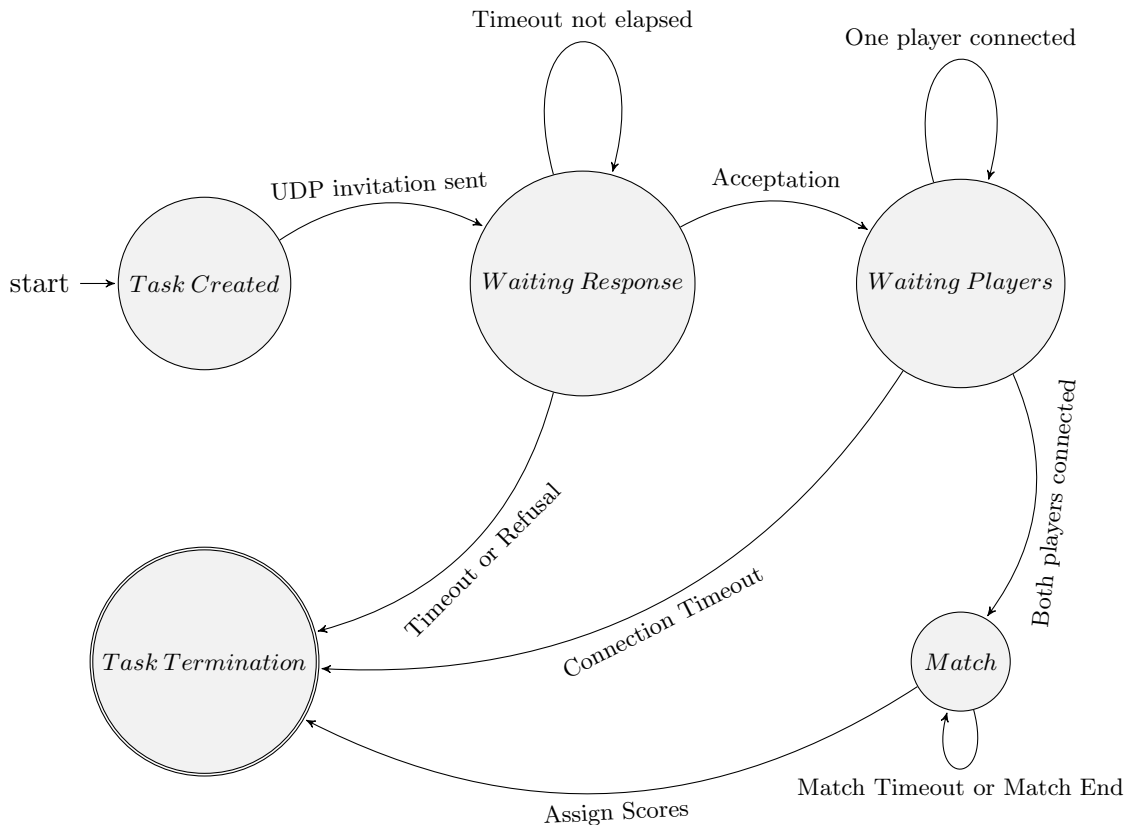 Timeout not elapsed
One player connected
UDP invitation sent
Acceptation
start
Task Created
Waiting Response
Waiting Players
Timeout or Refusal
Connection Timeout
Both players connected
Task Termination
Match
Match Timeout or Match End
Assign Scores